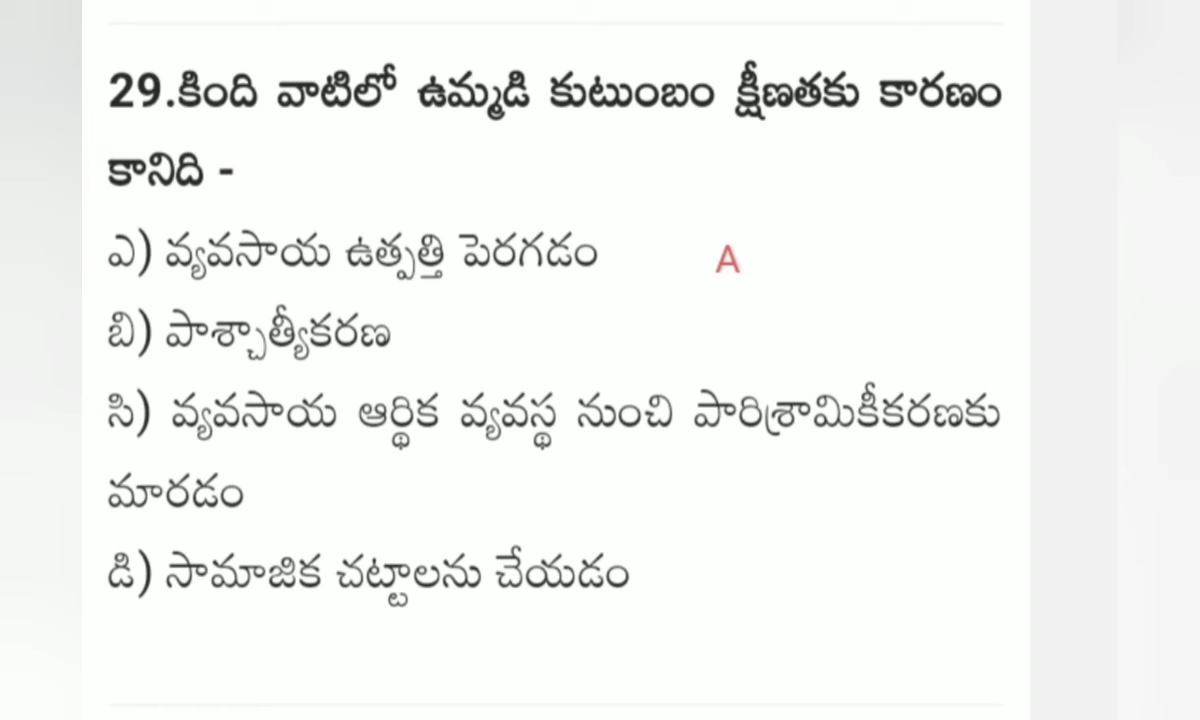 29.కింది వాటిలో ఉమ్మడి కుటుంబం క్షీణతకు కారణం
కానిది -
ఎ) వ్యవసాయ ఉత్పత్తి పెరగడం A
బి) పాశ్చాత్యీకరణ
సి) వ్యవసాయ ఆర్థిక వ్యవస్థ నుంచి పారిశ్రామికీకరణకు
మారడం
డి) సామాజిక చట్టాలను చేయడం